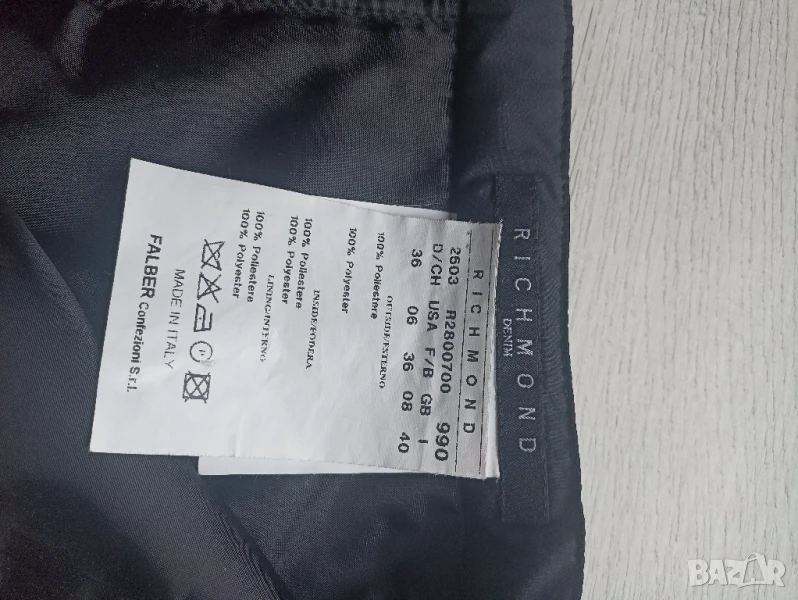 RICHMOND
DENIM
RICHMOND
2603 R2800700 990
D/CH USA F/B GB I
36 06 36 08 40
OUTSIDE/ESTERNO
100% Poliestere
100% Polyester
INSIDE/FODERA
100% Poliestere
100% Polyester
LINING/INTERNO
100% Poliestere
100% Polyester
MADE IN ITALY
FALBER Confezioni S.r.l.
BAZAR